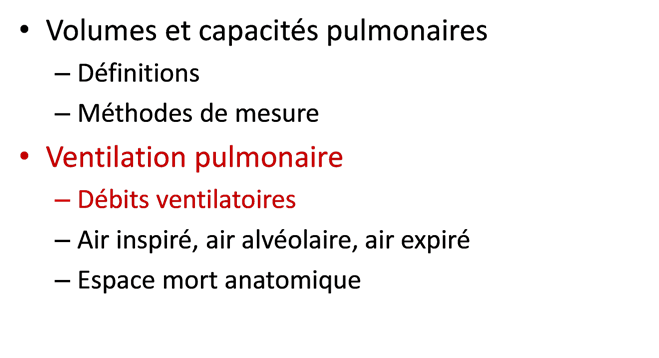 • Volumes et capacités pulmonaires
– Définitions
– Méthodes de mesure
• Ventilation pulmonaire
– Débits ventilatoires
– Air inspiré, air alvéolaire, air expiré
– Espace mort anatomique